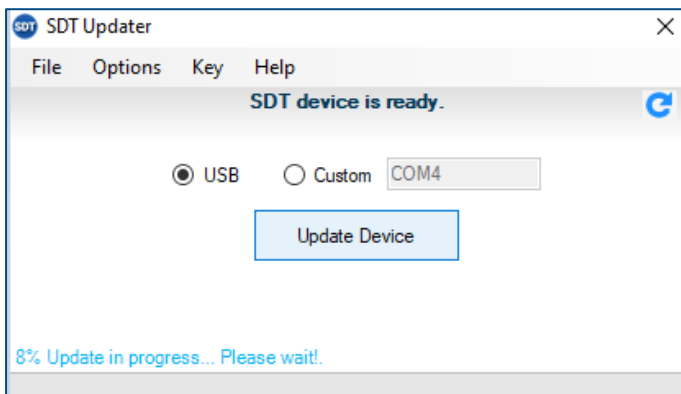 SDT SDT Updater
File Options Key Help
SDT device is ready.
USB Custom COM4
Update Device
8% Update in progress... Please wait!.